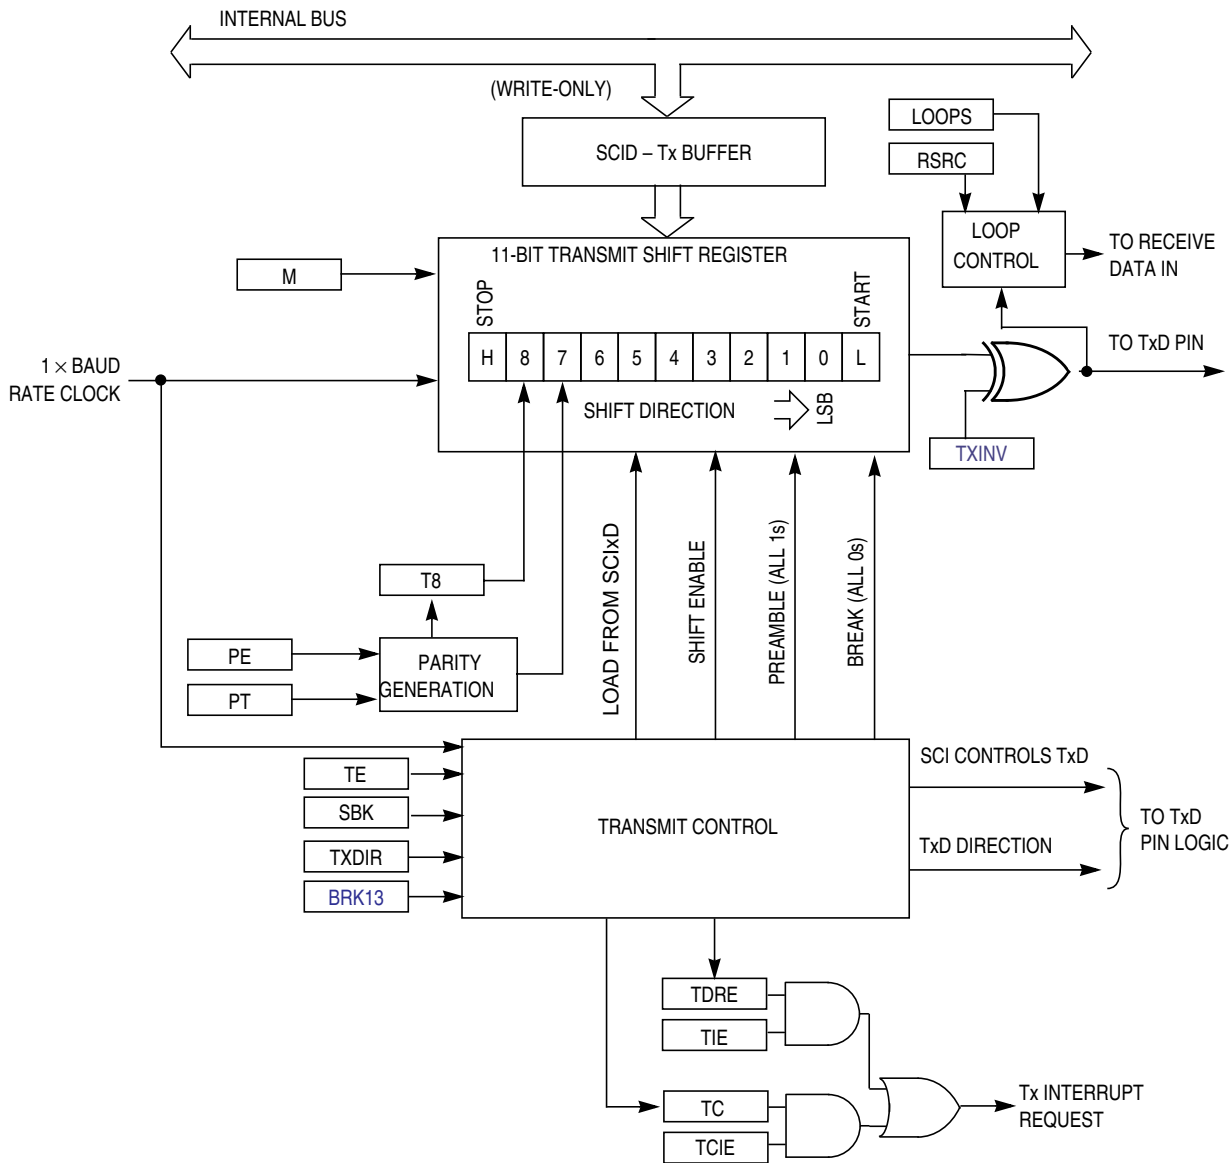 INTERNAL BUS
(WRITE-ONLY)
SCID – Tx BUFFER
LOOPS
RSRC
LOOP
CONTROL
TO RECEIVE
DATA IN
11-BIT TRANSMIT SHIFT REGISTER
M
STOP
START
H 8 7 6 5 4 3 2 1 0 L
1 × BAUD
RATE CLOCK
SHIFT DIRECTION
LSB
TO TxD PIN
TXINV
LOAD FROM SCIxD
SHIFT ENABLE
PREAMBLE (ALL 1s)
BREAK (ALL 0s)
T8
PE
PT
PARITY
GENERATION
TE
SBK
TXDIR
BRK13
TRANSMIT CONTROL
SCI CONTROLS TxD
TxD DIRECTION
TO TxD
PIN LOGIC
TDRE
TIE
TC
TCIE
Tx INTERRUPT
REQUEST